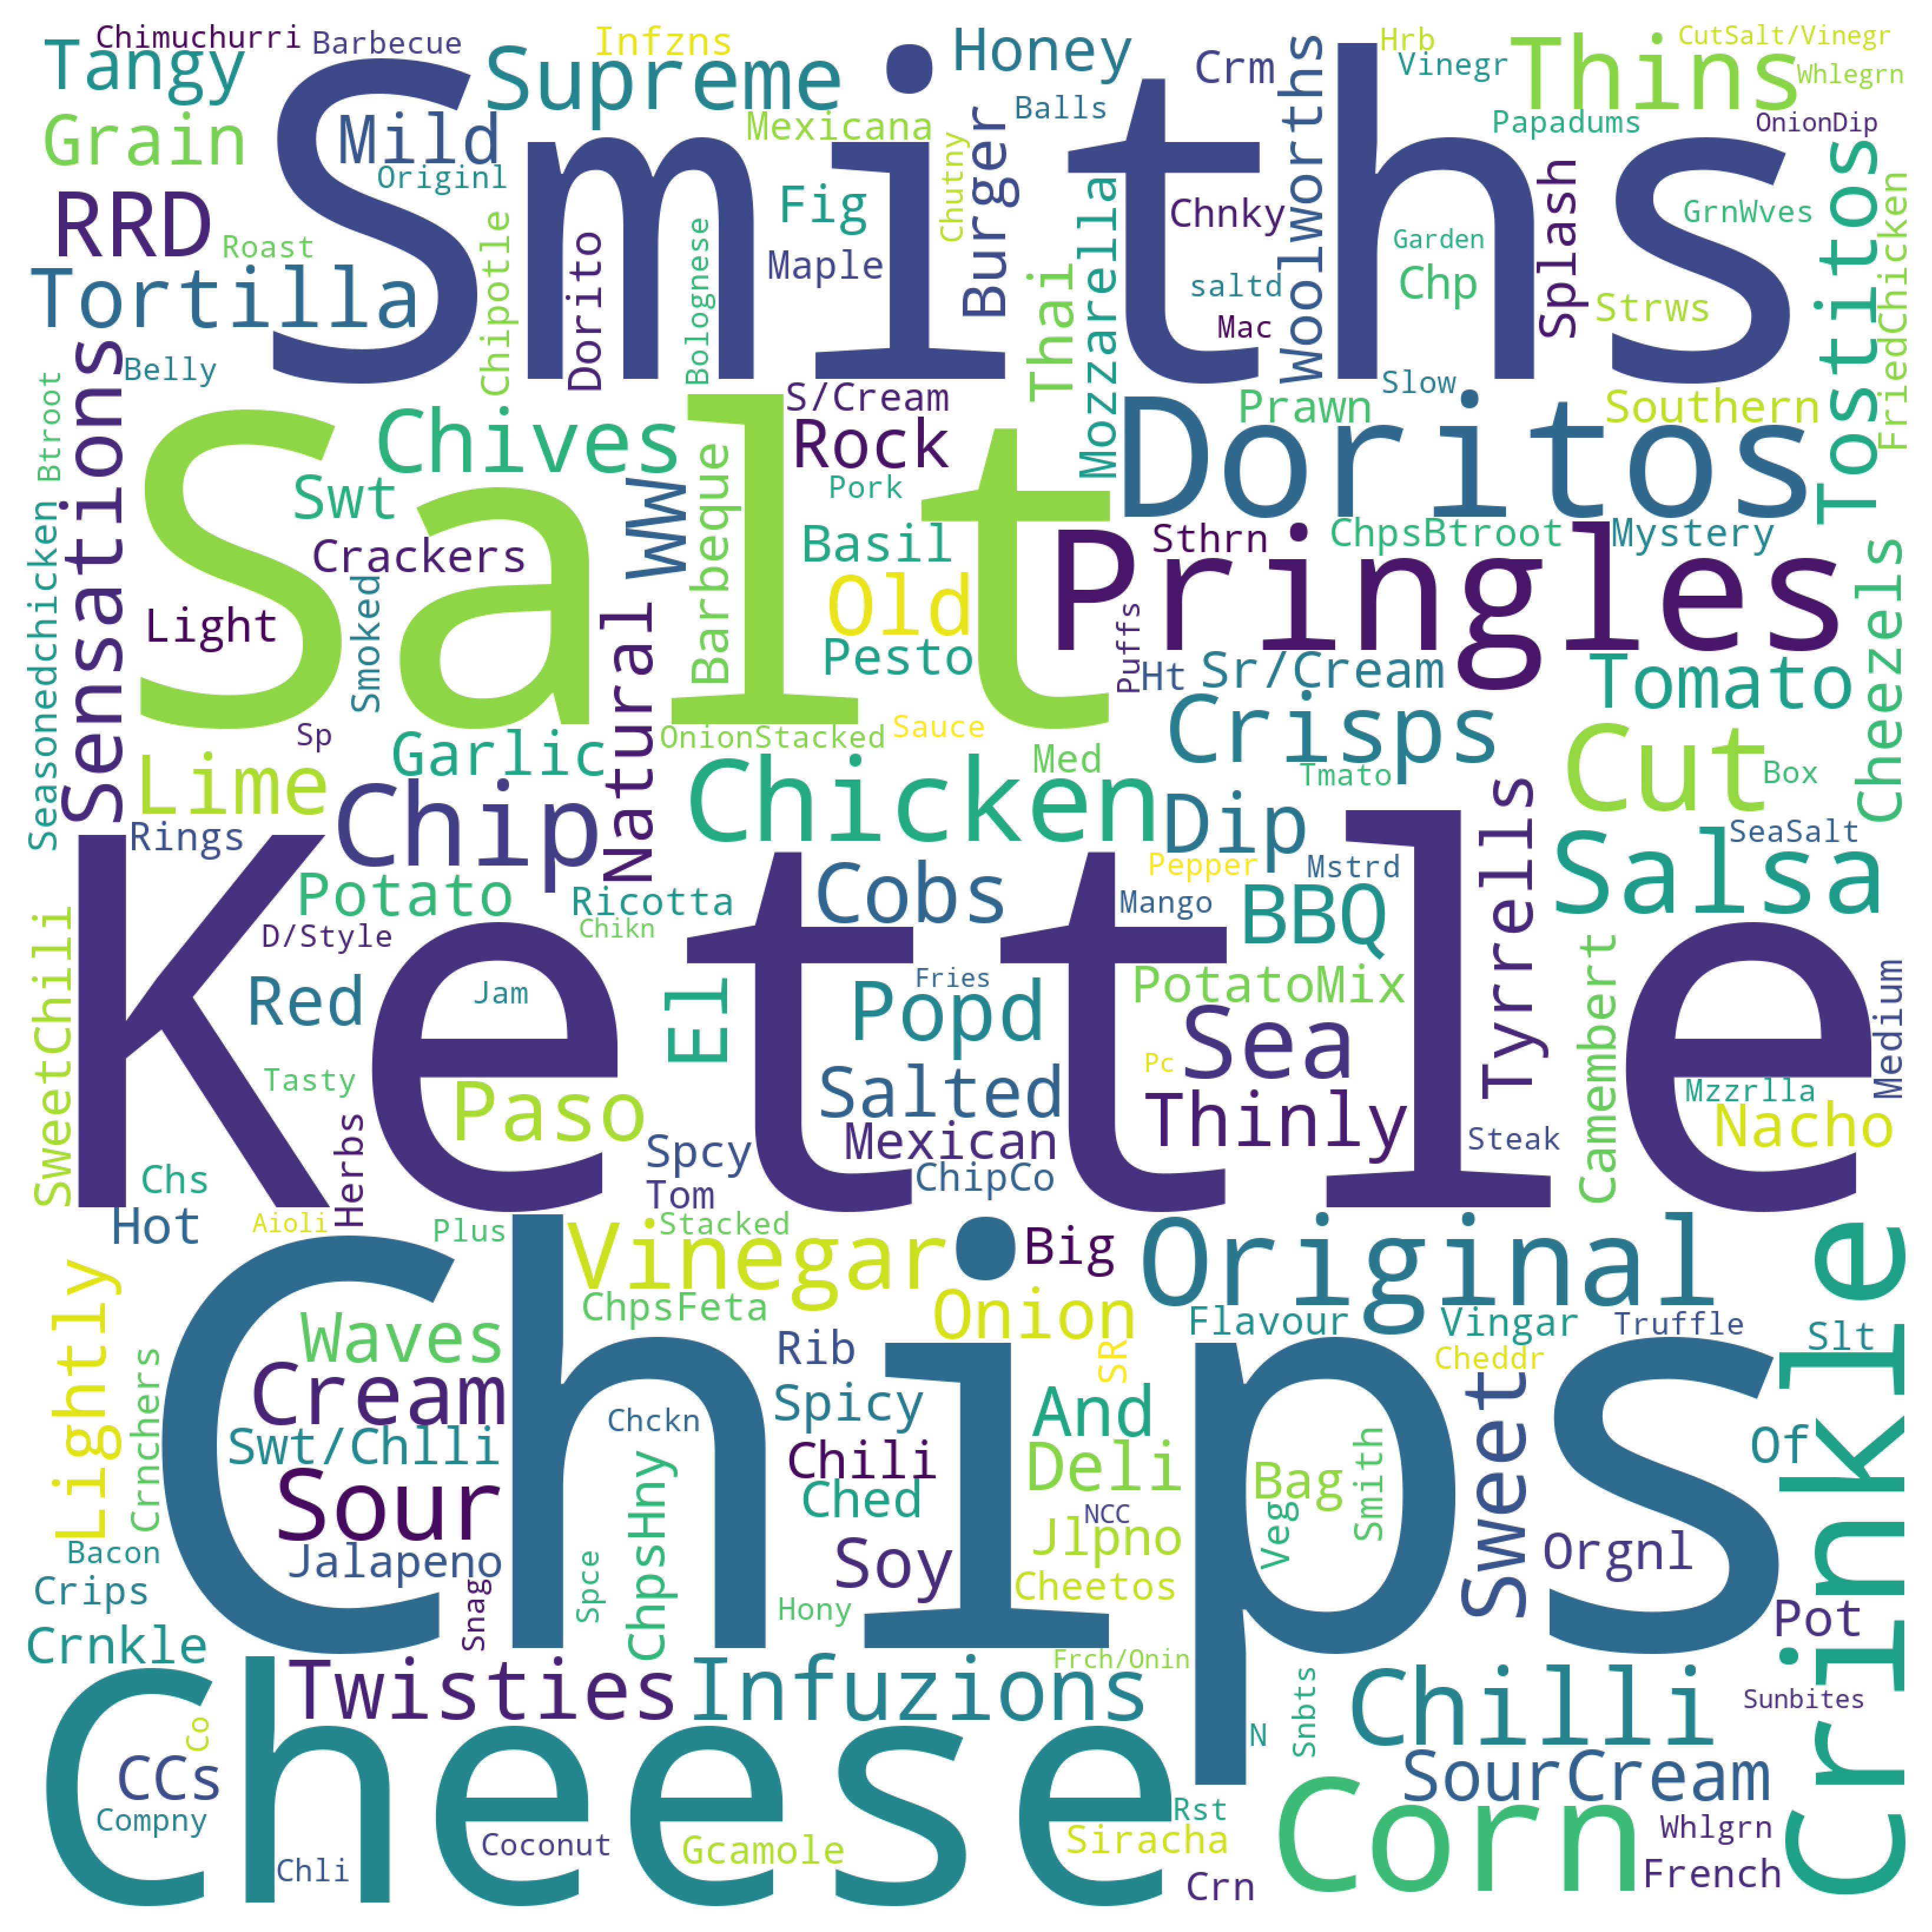 Chimuchurri
Barbecue
Infzns
Honey
Crm
Hrb
Vinegr
CutSalt/Vinegr
Tangy
Supreme
Thins
Whlegrn
Smiths
Balls
Papadums
OnionDip
Grain
Mild
Mexicana
Chutny
Burger
Woolworths
Originl
RRD
Roast
Fig
Maple
Chnky
Splash
GrnWves
Garden
Tostitos
FriedChicken
Tortilla
Chipotle
Dorito
Bolognese
Thai
Mozzarella
saltd
Chp
Strws
Mac
Sensations
Belly
Btroot
S/Cream
Slow
Prawn
Southern
Salt
Chives
Rock
Doritos
Swt
WW
Barbeque
Pork
Crackers
Basil
Sthrn
ChpsBtroot
Mystery
Pringles
Seasonedchicken
Light
Smoked
Natural
Old
Pesto
Puffs
Ht
Sr/Cream
Tomato
Cheezels
Sp
Garlic
OnionStacked
Sauce
Crisps
Med
Tmato
Cut
Box
Lime
Chip
Chicken
Dip
Tyrrells
Salsa
SeaSalt
Rings
Pepper
Mstrd
Kettle
Potato
Ricotta
Cobs
Mango
BBQ
SweetChili
D/Style
Chikn
Fries
Camembert
Medium
Red
Jam
El
Popd
PotatoMix
Sea
Pc
Tasty
Paso
Salted
Thinly
Mzzrlla
Nacho
Herbs
Spcy
Mexican
Steak
Chs
Tom
ChipCo
Hot
Aioli
Plus
Stacked
Vinegar
Big
Original
Crinkle
Lightly
Chips
Waves
ChpsFeta
Onion
Flavour
Vingar
Truffle
Slt
Crnchers
Cream
Rib
SR
Cheddr
Sweet
Swt/Chlli
Chckn
Spicy
And
Of
Sour
ChpsHny
Chili
Deli
Bag
Smith
Ched
NCC
Veg
Bacon
Jalapeno
Soy
Jlpno
Orgnl
Crips
Snag
Spce
Hony
Cheetos
Pot
Crnkle
Twisties
Infuzions
Frch/Onin
Snbts
Chilli
Sunbites
Cheese
Co
N
CCs
SourCream
Compny
Coconut
Gcamole
Rst
Siracha
Corn
Whlgrn
Chli
Crn
French